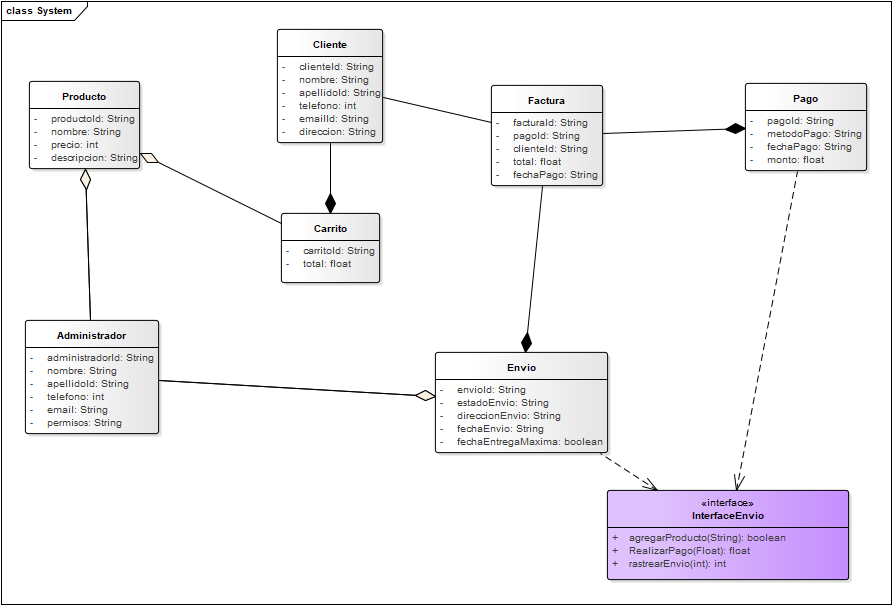 class System
Cliente
- clienteId: String
- nombre: String
- apellidoId: String
- telefono: int
- emailId: String
- direccion: String
Producto
- productoId: String
- nombre: String
- precio: int
- descripcion: String
Factura
- facturaId: String
- pagoId: String
- clienteId: String
- total: float
- fechaPago: String
Pago
- pagoId: String
- metodoPago: String
- fechaPago: String
- monto: float
Carrito
- carritoId: String
- total: float
Administrador
- administradorId: String
- nombre: String
- apellidoId: String
- telefono: int
- email: String
- permisos: String
Envio
- envioId: String
- estadoEnvio: String
- direccionEnvio: String
- fechaEnvio: String
- fechaEntregaMaxima: boolean
«interface»
InterfaceEnvio
+ agregarProducto(String): boolean
+ RealizarPago(Float): float
+ rastrearEnvio(int): int